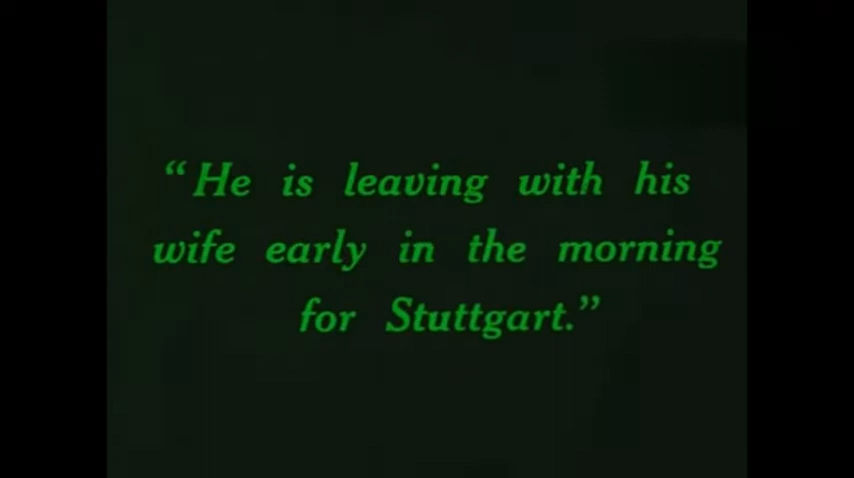 “He is leaving with his
wife early in the morning
for Stuttgart.”